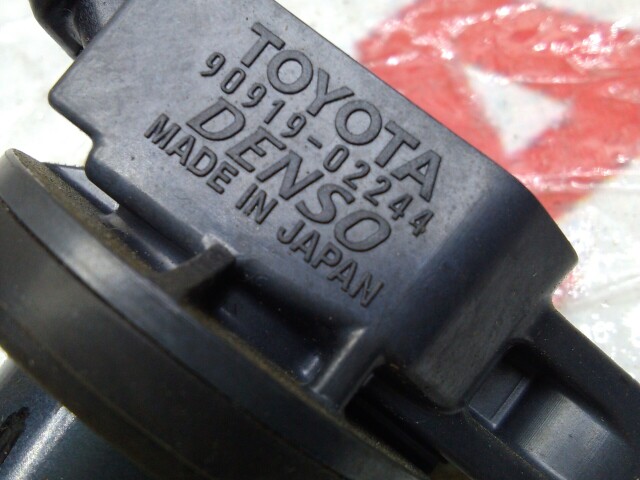 TOYOTA
90919-02244
DENSO
MADE IN JAPAN